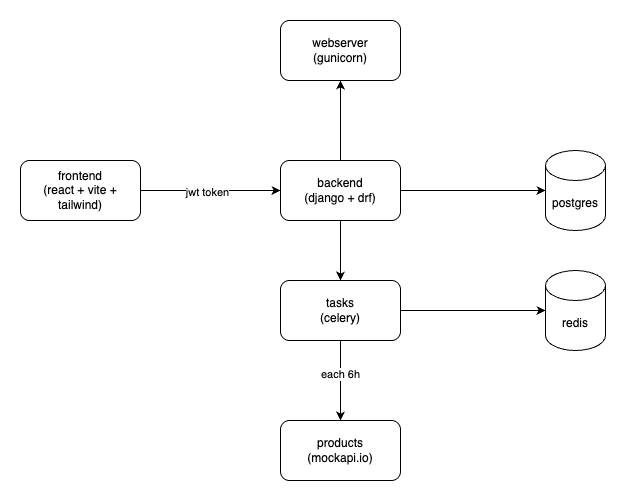 webserver
(gunicorn)
frontend
(react + vite +
tailwind)
jwt token
backend
(django + drf)
postgres
tasks
(celery)
redis
each 6h
products
(mockapi.io)